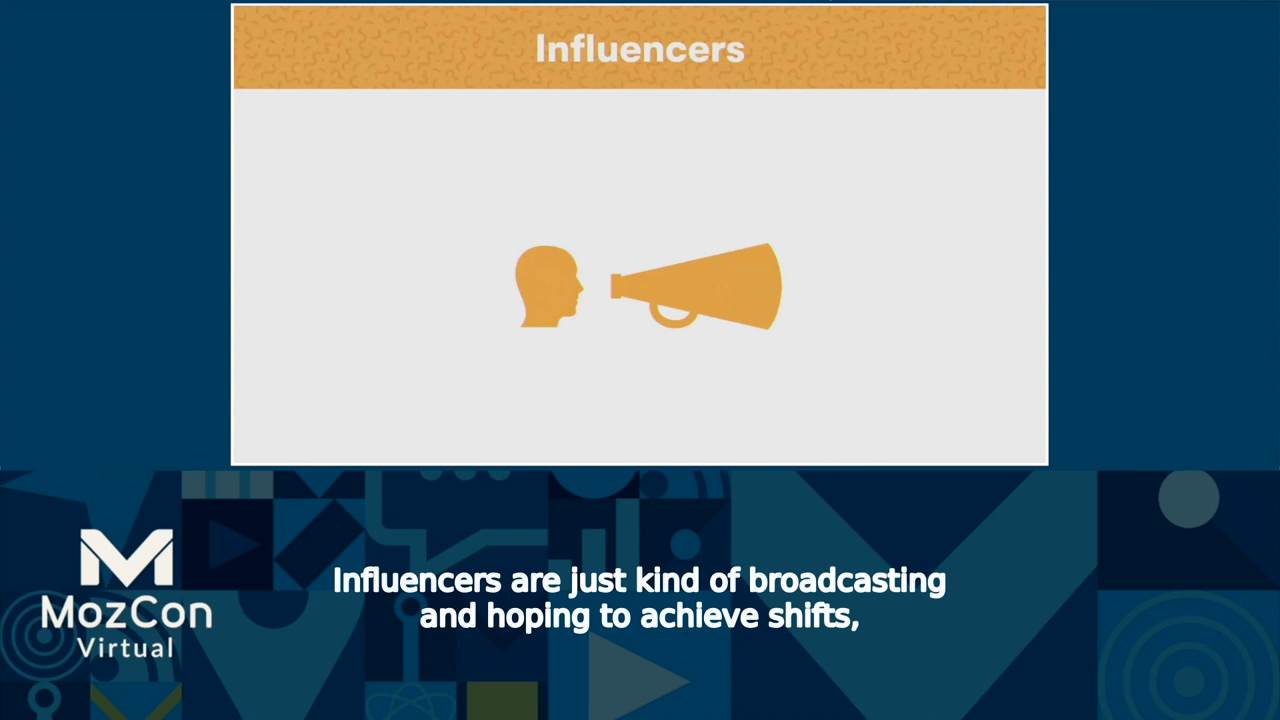 Influencers
Influencers are just kind of broadcasting
and hoping to achieve shifts,
MozCon
Virtual